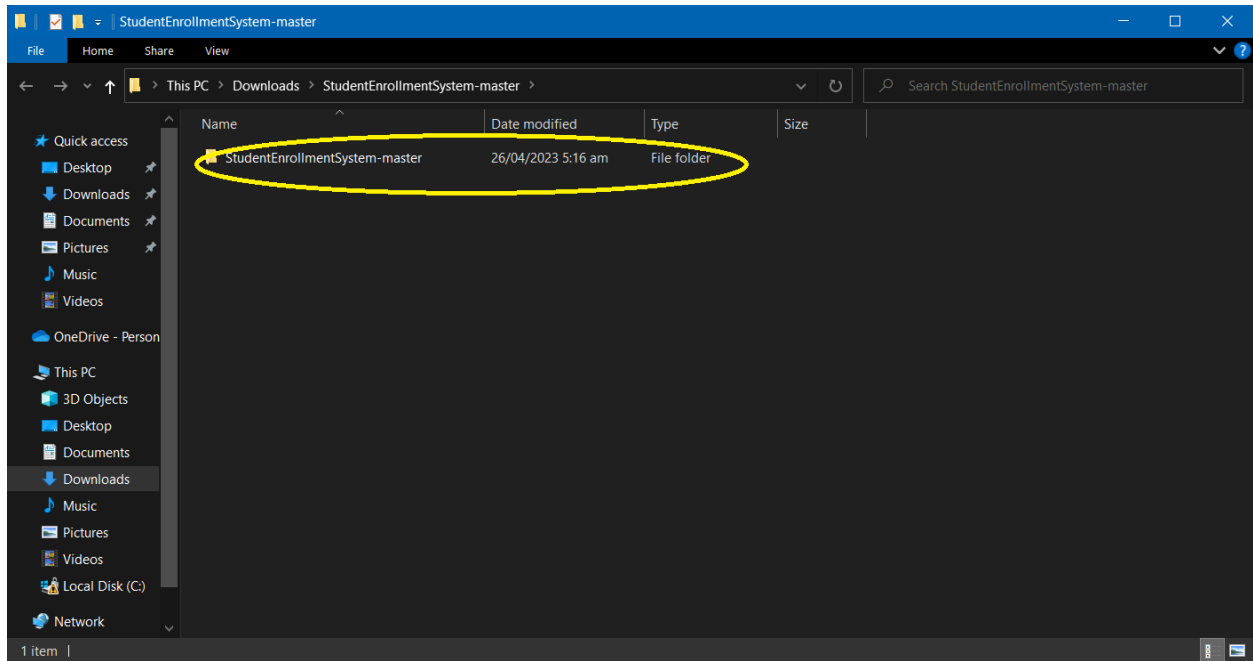 StudentEnrollmentSystem-master
File Home Share View
?
This PC > Downloads > StudentEnrollmentSystem-master >
Search StudentEnrollmentSystem-master
Name Date modified Type Size
StudentEnrollmentSystem-master 26/04/2023 5:16 am File folder
Quick access
Desktop
Downloads
Documents
Pictures
Music
Videos
OneDrive - Person
This PC
3D Objects
Desktop
Documents
Downloads
Music
Pictures
Videos
Local Disk (C:)
Network
1 item